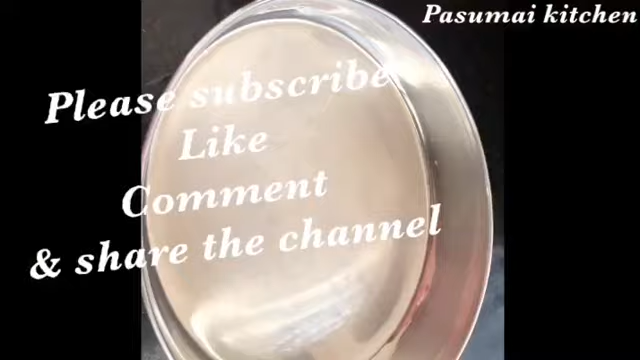 Pasumai kitchen
Please subscribe
Like
Comment
& share the channel